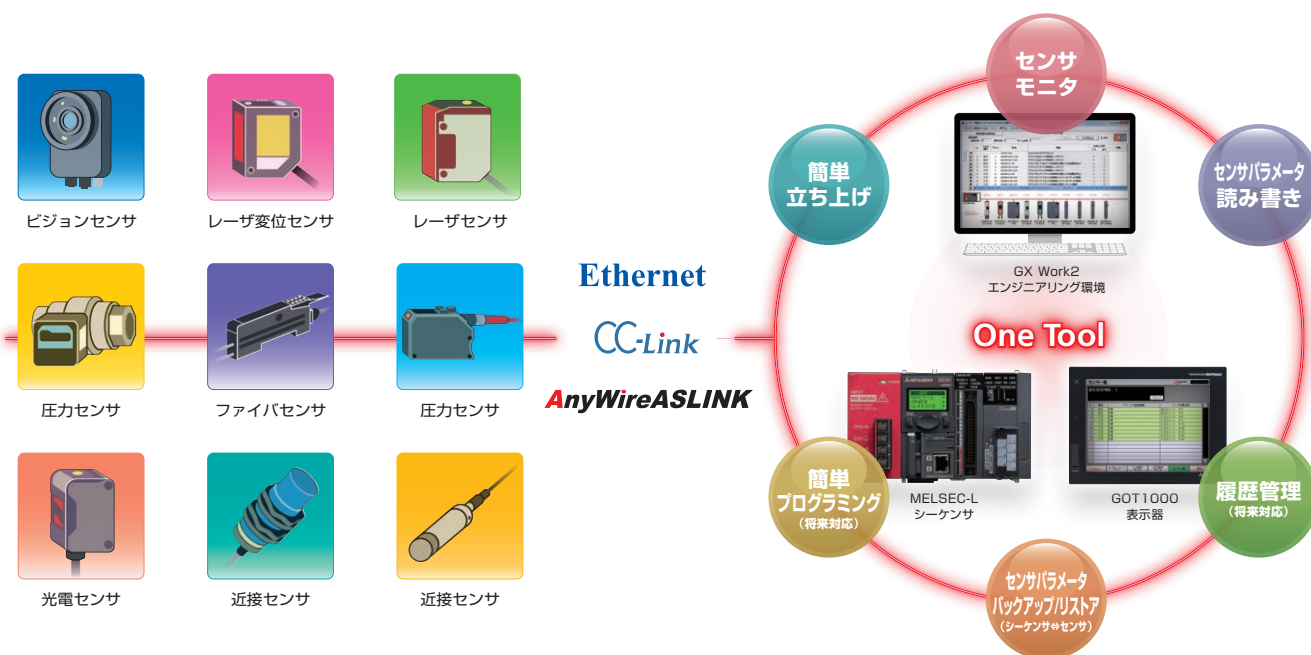 ビジョンセンサ
レーザ変位センサ
レーザセンサ
圧力センサ
ファイバセンサ
圧力センサ
光電センサ
近接センサ
近接センサ
Ethernet
CC-Link
AnyWireASLINK
センサ
モニタ
簡単
立ち上げ
センサパラメータ
読み書き
GX Work2
エンジニアリング環境
One Tool
MELSEC-L
シーケンサ
GOT1000
表示器
簡単
プログラミング
(将来対応)
履歴管理
(将来対応)
センサパラメータ
バックアップ/リストア
(シーケンサ⇔センサ)